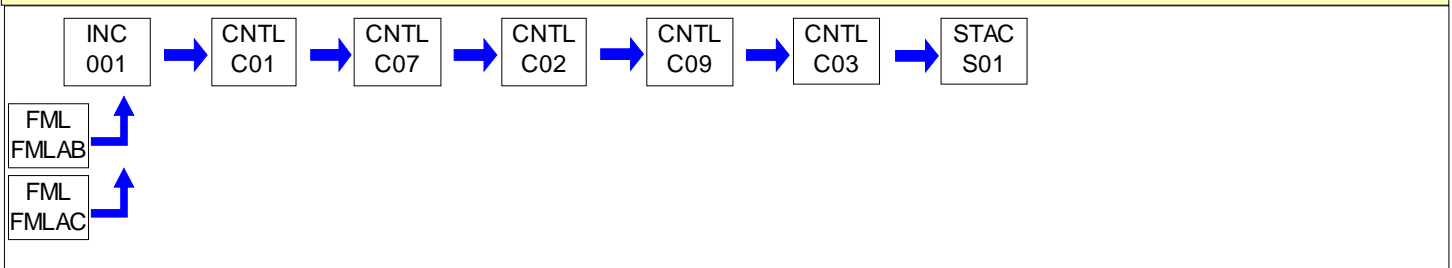 INC
001
CNTL
C01
CNTL
C07
CNTL
C02
CNTL
C09
CNTL
C03
STAC
S01
FML
FMLAB
FML
FMLAC